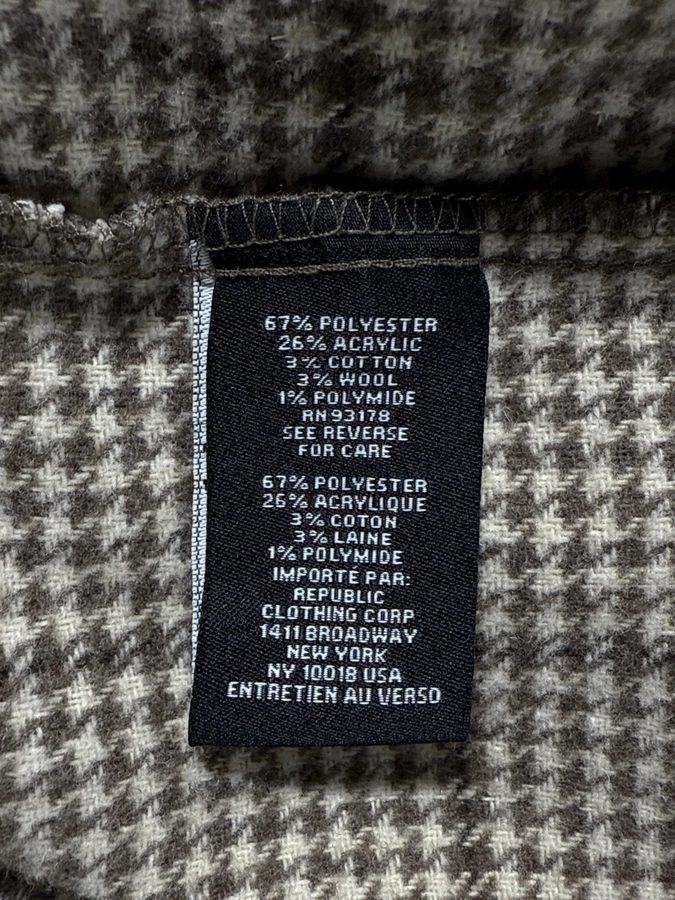 67% POLYESTER
26% ACRYLIC
3% COTTON
3% WOOL
1% POLYMIDE
RN 93178
SEE REVERSE
FOR CARE
67% POLYESTER
26% ACRYLIQUE
3% COTON
3% LAINE
1% POLYMIDE
IMPORTÉ PAR:
REPUBLIC
CLOTHING CORP
1411 BROADWAY
NEW YORK
NY 10018 USA
ENTRETIEN AU VERSO